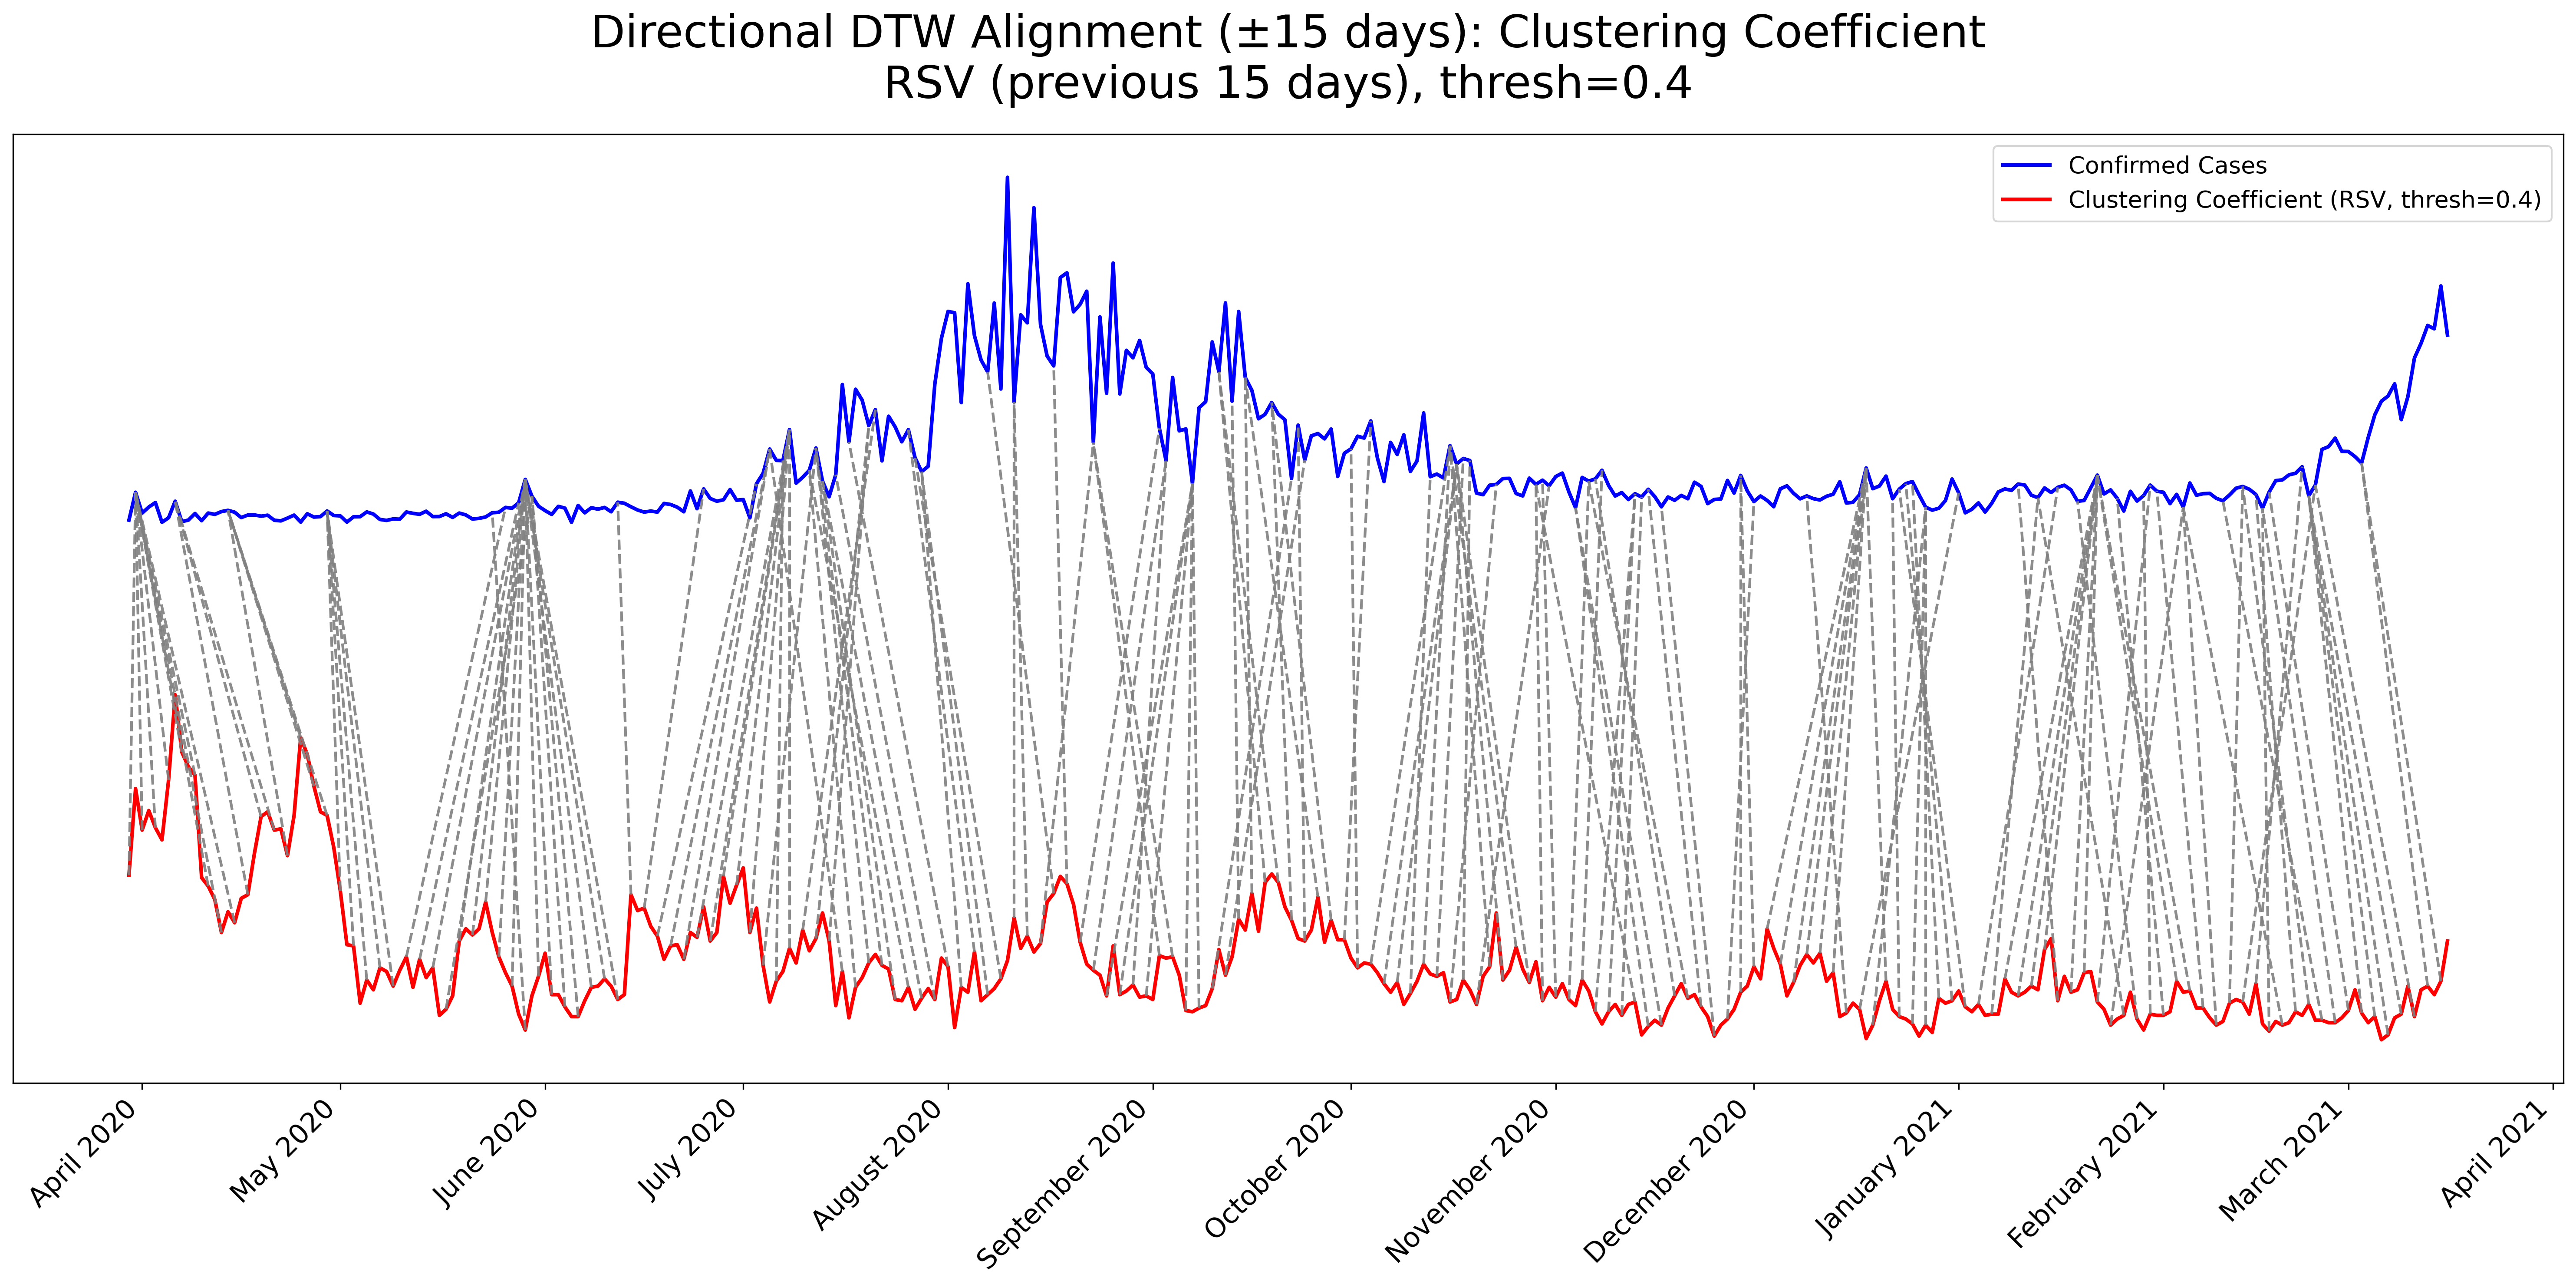 Directional DTW Alignment (±15 days): Clustering Coefficient
RSV (previous 15 days), thresh=0.4
Confirmed Cases
Clustering Coefficient (RSV, thresh=0.4)
April 2020
May 2020
June 2020
July 2020
August 2020
September 2020
October 2020
November 2020
December 2020
January 2021
February 2021
March 2021
April 2021